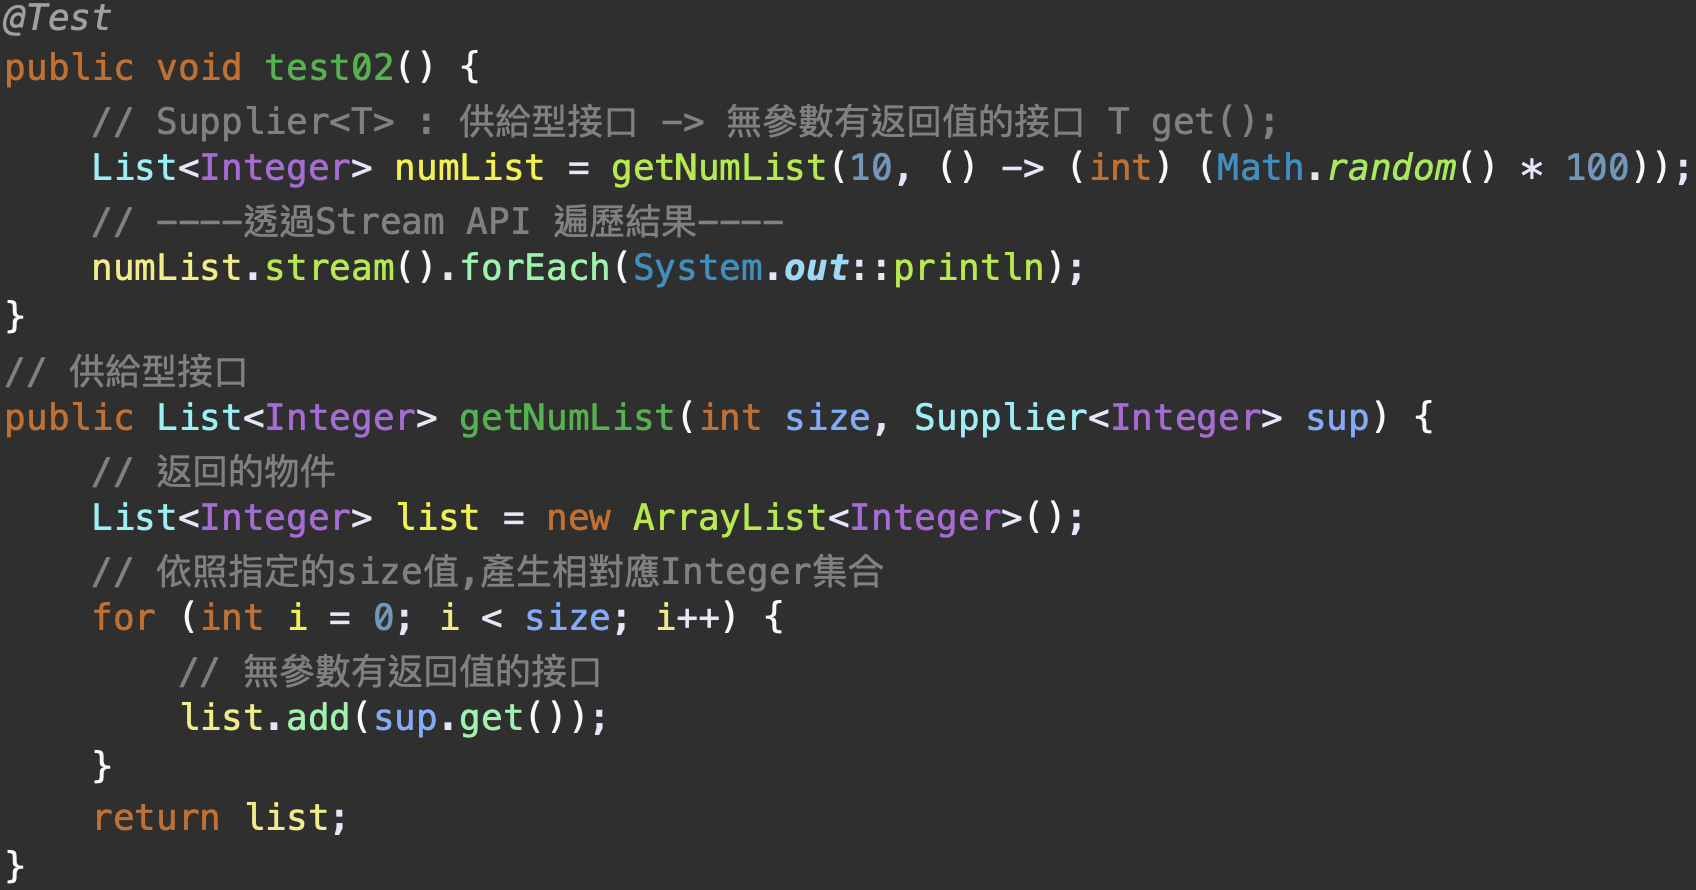 @Test
public void test02() {
    // Supplier<T> : 供給型接口 -> 無參數有返回值的接口 T get();
    List<Integer> numList = getNumList(10, () -> (int) (Math.random() * 100));
    // ----透過Stream API 遍歷結果----
    numList.stream().forEach(System.out::println);
}
// 供給型接口
public List<Integer> getNumList(int size, Supplier<Integer> sup) {
    // 返回的物件
    List<Integer> list = new ArrayList<Integer>();
    // 依照指定的size值,產生相對應Integer集合
    for (int i = 0; i < size; i++) {
        // 無參數有返回值的接口
        list.add(sup.get());
    }
    return list;
}